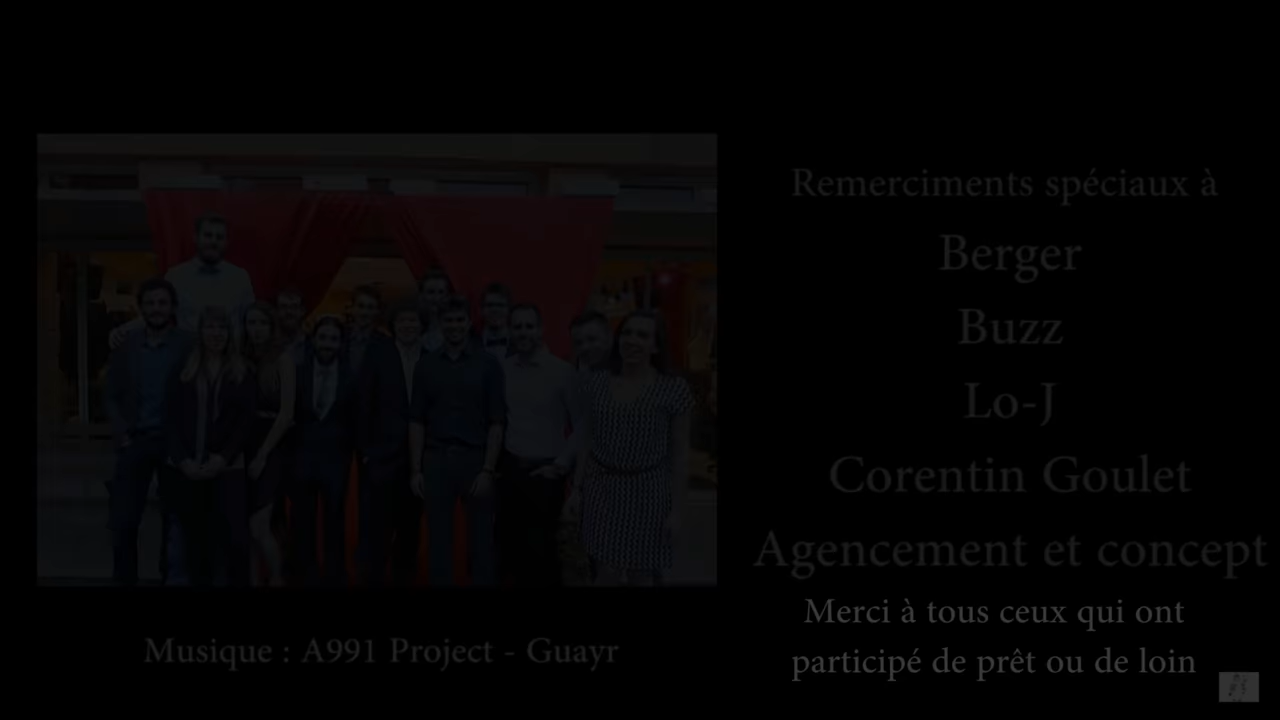 Remerciments spéciaux à
Berger
Buzz
Lo-J
Corentin Goulet
Agencement et concept
Merci à tous ceux qui ont
participé de prêt ou de loin
Musique : A991 Project - Guayr